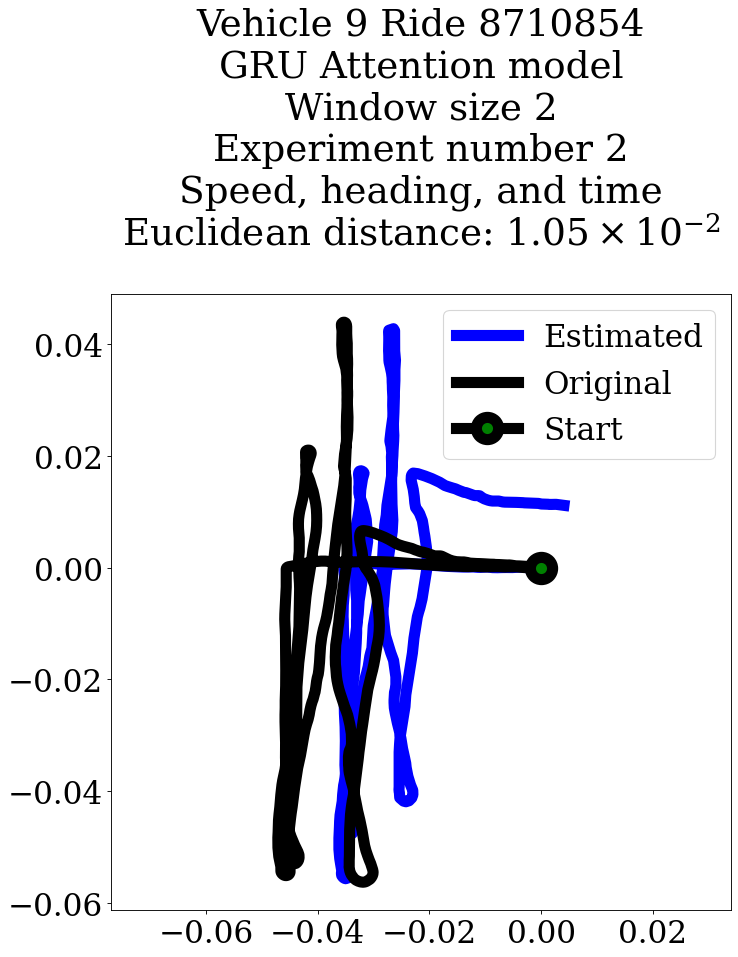 Vehicle 9 Ride 8710854
GRU Attention model
Window size 2
Experiment number 2
Speed, heading, and time
Euclidean distance: 1.05 × 10⁻²
Estimated
Original
Start
0.04
0.02
0.00
−0.02
−0.04
−0.06
−0.06 −0.04 −0.02 0.00 0.02